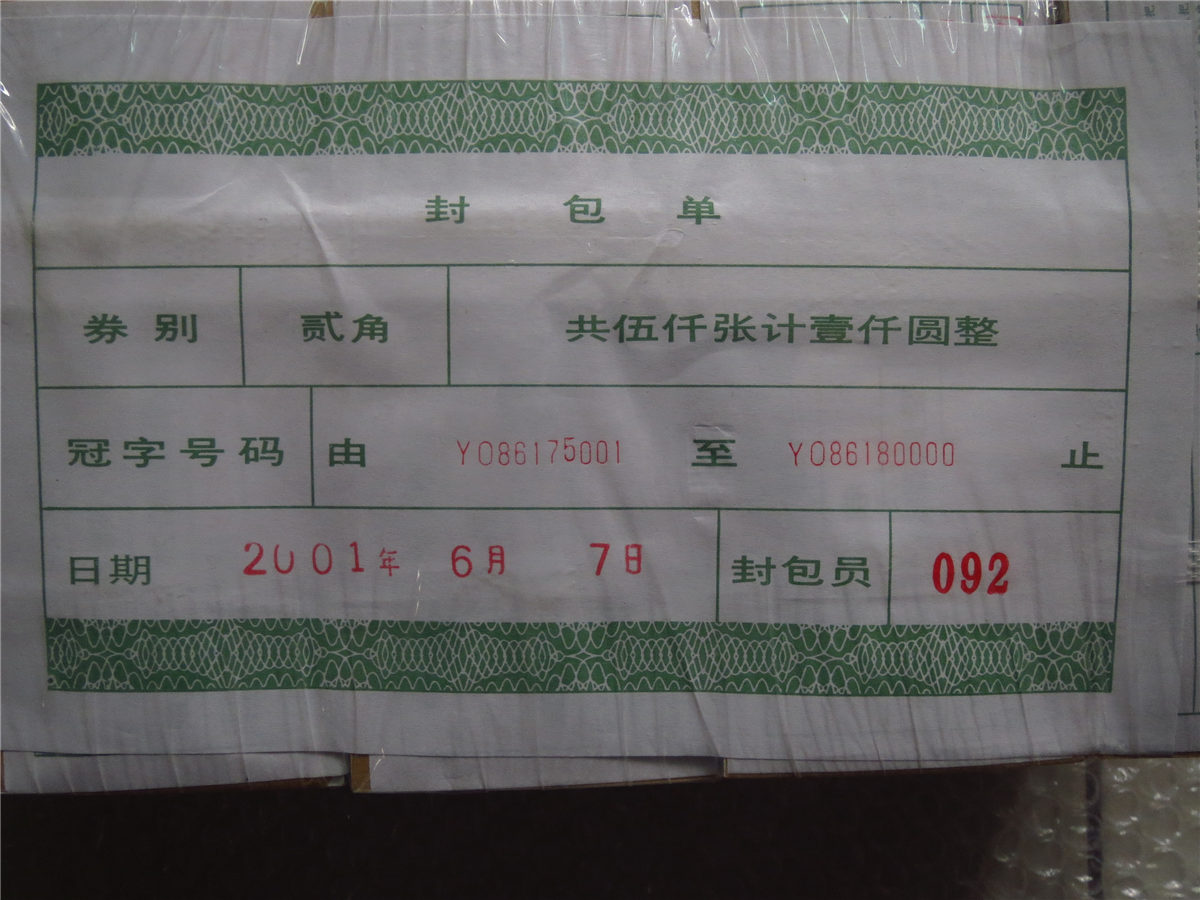 封包单
券别 贰角 共伍仟张计壹仟圆整
冠字号码 由 YO86175001 至 YO86180000 止
日期 2001年 6月 7日 封包员 092